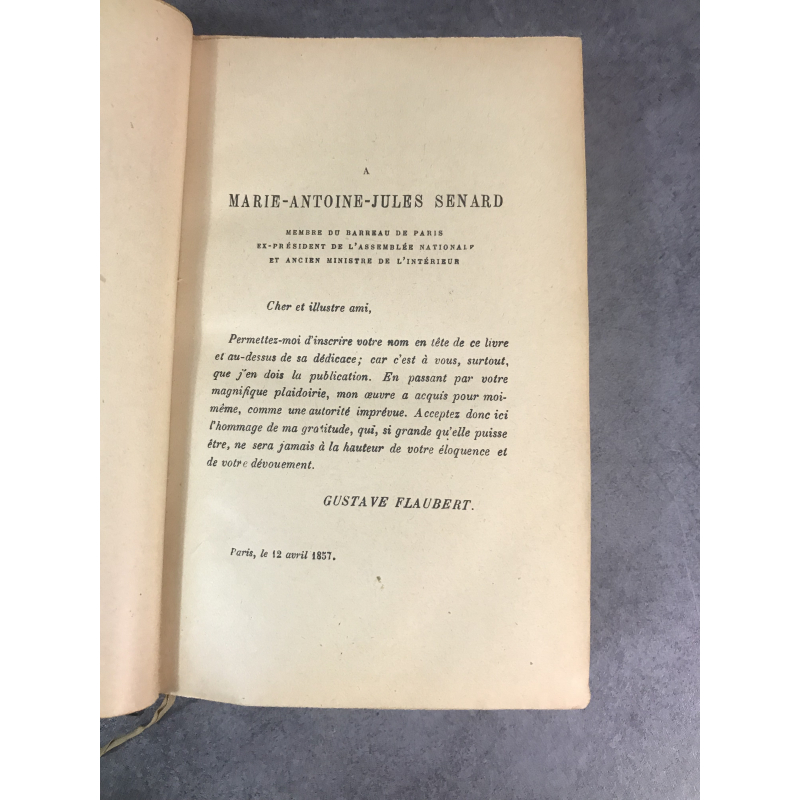 A
MARIE-ANTOINE-JULES SENARD
MEMBRE DU BARREAU DE PARIS
EX-PRÉSIDENT DE L'ASSEMBLÉE NATIONALE
ET ANCIEN MINISTRE DE L'INTÉRIEUR
Cher et illustre ami,
Permettez-moi d'inscrire votre nom en tête de ce livre
et au-dessus de sa dédicace; car c'est à vous, surtout,
que j'en dois la publication. En passant par votre
magnifique plaidoirie, mon œuvre a acquis pour moi-
même, comme une autorité imprévue. Acceptez donc ici
l'hommage de ma gratitude, qui, si grande qu'elle puisse
être, ne sera jamais à la hauteur de votre éloquence et
de votre dévouement.
GUSTAVE FLAUBERT.
Paris, le 12 avril 1857.